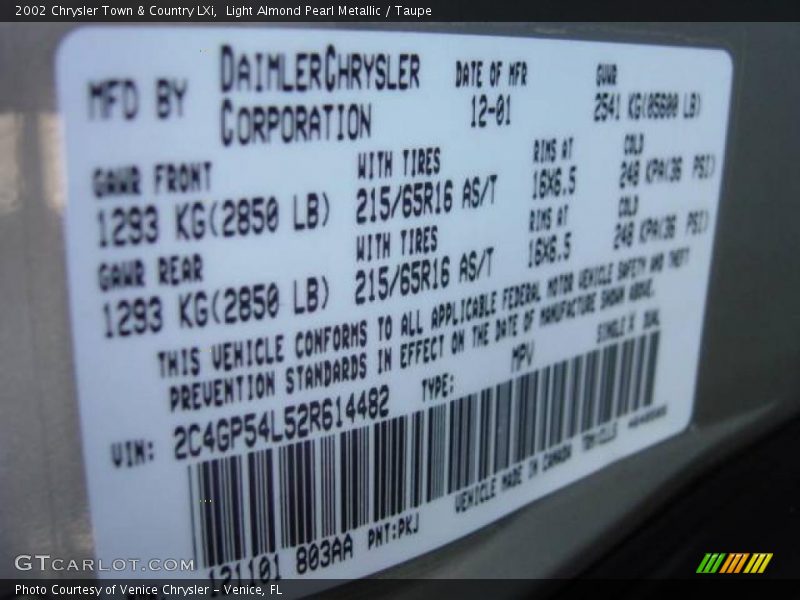 2002 Chrysler Town & Country LXi, Light Almond Pearl Metallic / Taupe
MFD BY DAIMLERCHRYSLER CORPORATION
DATE OF MFR 12-01
GVWR 2541 KG(05600 LB)
GAWR FRONT WITH TIRES RIMS AT COLD
1293 KG(2850 LB) 215/65R16 AS/T 16X6.5 248 KPA(36 PSI)
GAWR REAR WITH TIRES RIMS AT COLD
1293 KG(2850 LB) 215/65R16 AS/T 16X6.5 248 KPA(36 PSI)
THIS VEHICLE CONFORMS TO ALL APPLICABLE FEDERAL MOTOR VEHICLE SAFETY AND THEFT
PREVENTION STANDARDS IN EFFECT ON THE DATE OF MANUFACTURE SHOWN ABOVE.
VIN: 2C4GP54L52R614482 TYPE: MPV SINGLE X DUAL
VEHICLE MADE IN CANADA
121101 803AA PNT:PKJ
GTCARLOT.COM
Photo Courtesy of Venice Chrysler - Venice, FL